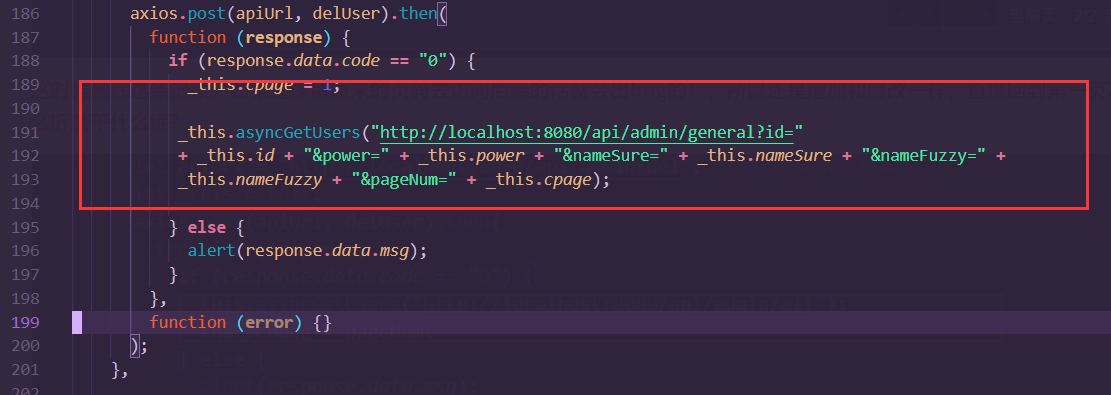 186 axios.post(apiUrl, delUser).then(
187 function (response) {
188 if (response.data.code == "0") {
189 _this.cpage = 1;
190
191 _this.asyncGetUsers("http://localhost:8080/api/admin/general?id="
192 + _this.id + "&power=" + _this.power + "&nameSure=" + _this.nameSure + "&nameFuzzy=" +
193 _this.nameFuzzy + "&pageNum=" + _this.cpage);
194
195 } else {
196 alert(response.data.msg);
197 }
198 },
199 function (error) {}
200 );
201 },
202